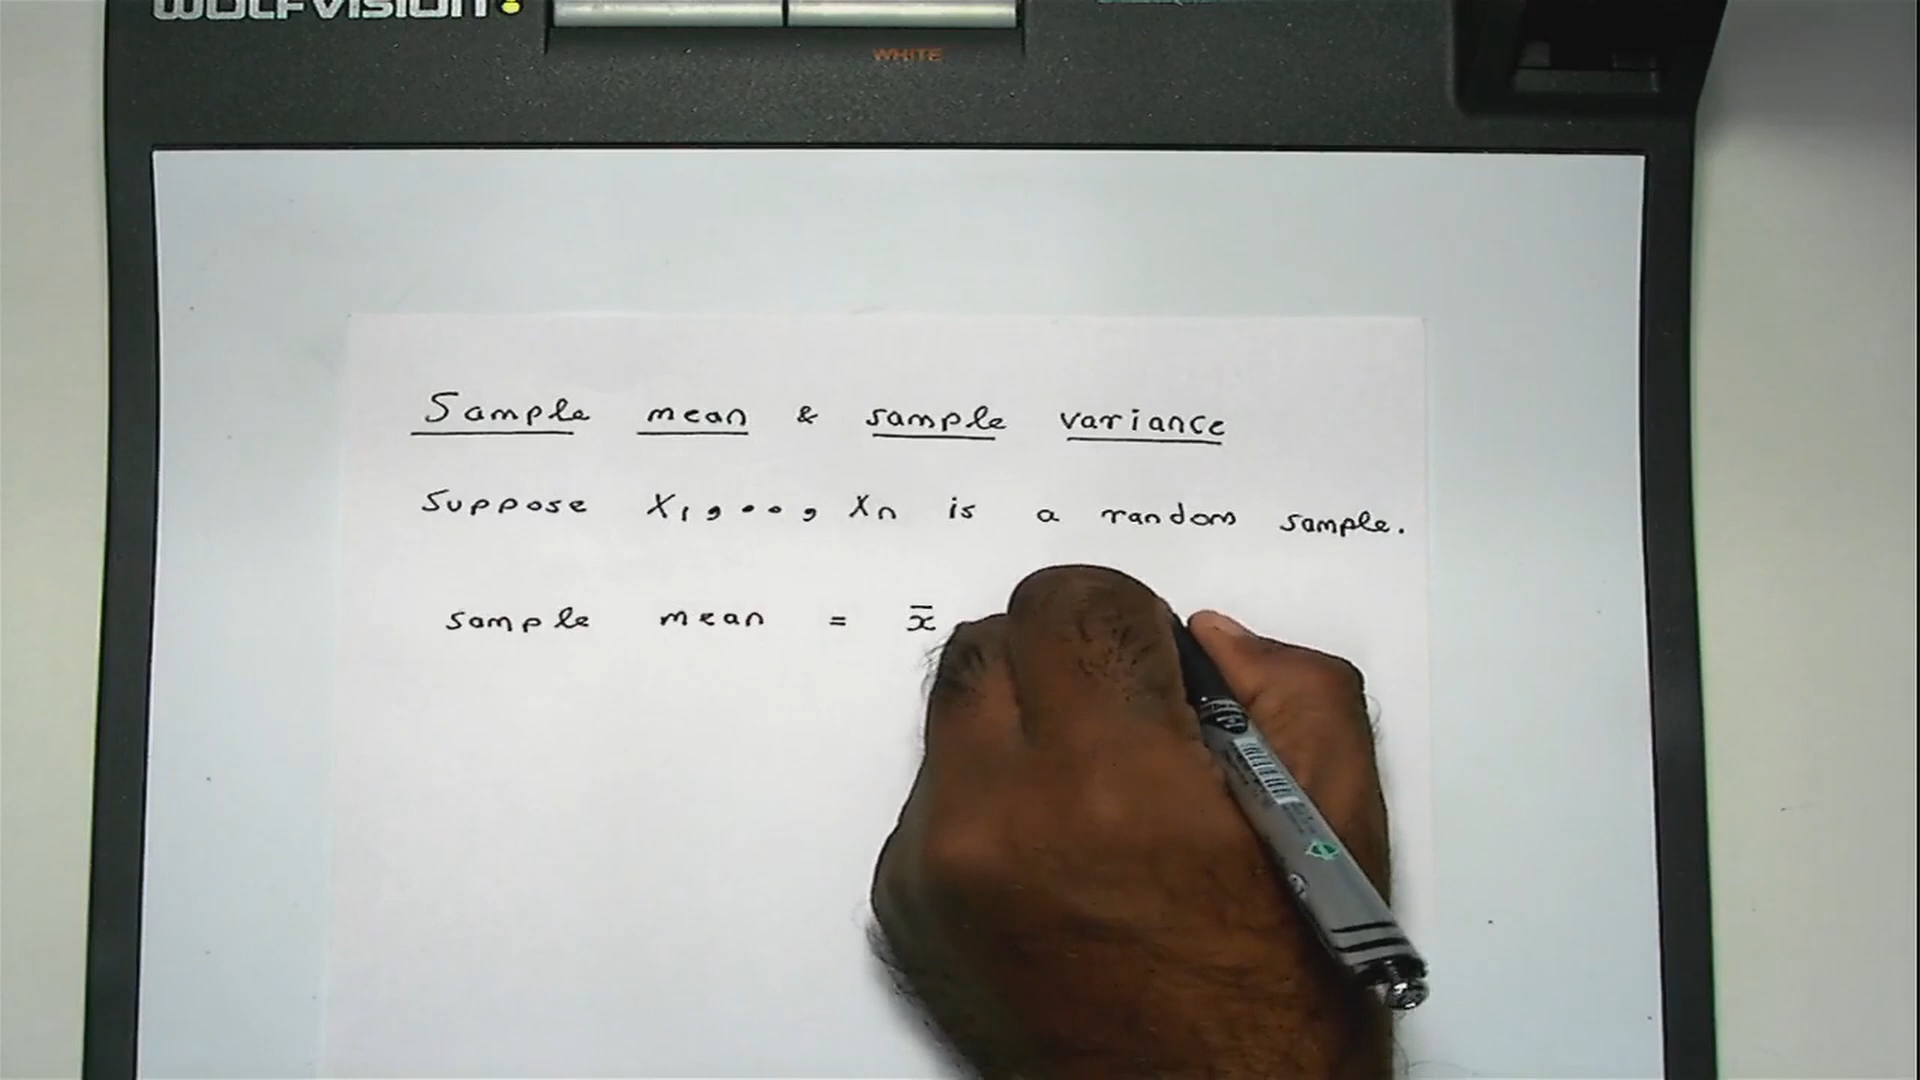 WOLFVISION
WHITE
Sample mean & sample variance
Suppose X₁, .., Xn is a random sample.
sample mean = x̄